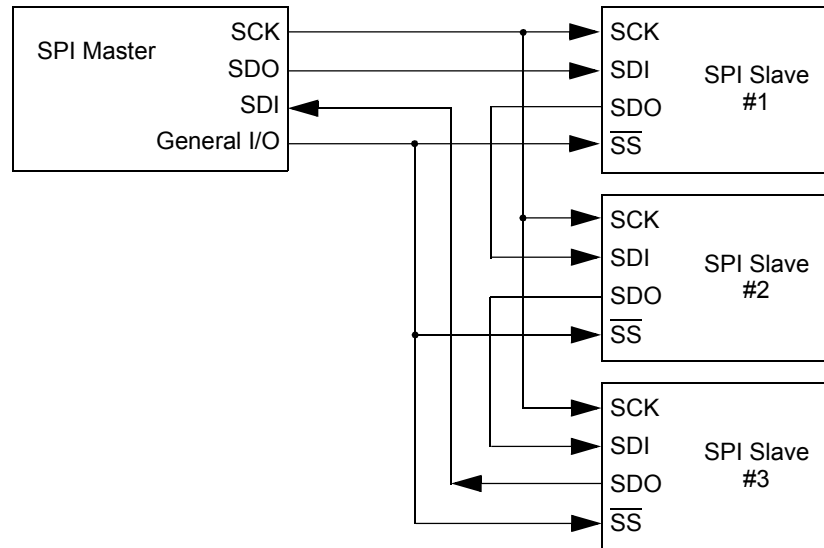 SPI Master
SCK
SDO
SDI
General I/O
SCK
SDI
SDO
SS
SPI Slave
#1
SCK
SDI
SDO
SS
SPI Slave
#2
SCK
SDI
SDO
SS
SPI Slave
#3